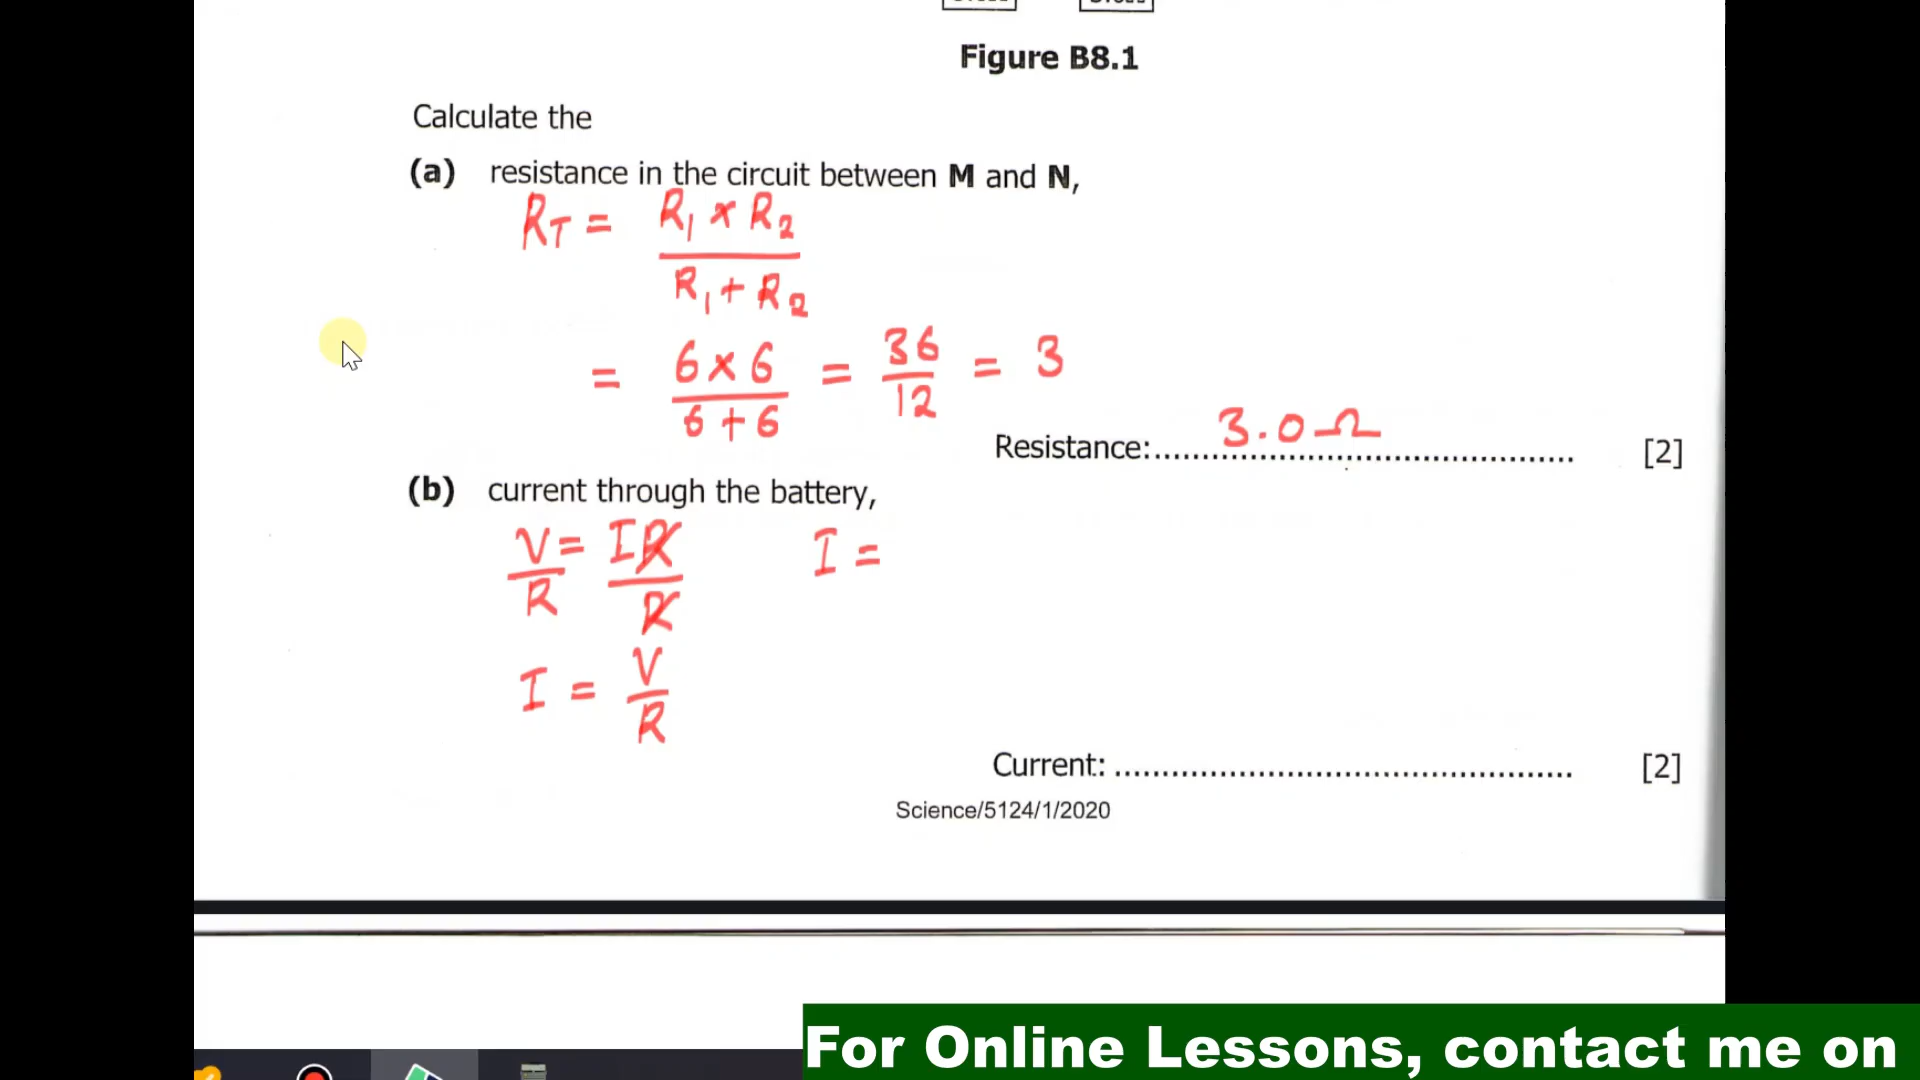 Figure B8.1
Calculate the
(a) resistance in the circuit between M and N,
RT = R1 × R2 / R1 + R2
= 6 × 6 / 6 + 6 = 36 / 12 = 3
Resistance:............................................ 3.0 Ω [2]
(b) current through the battery,
V / R = IR / R I =
I = V / R
Current: ................................................ [2]
Science/5124/1/2020
For Online Lessons, contact me on